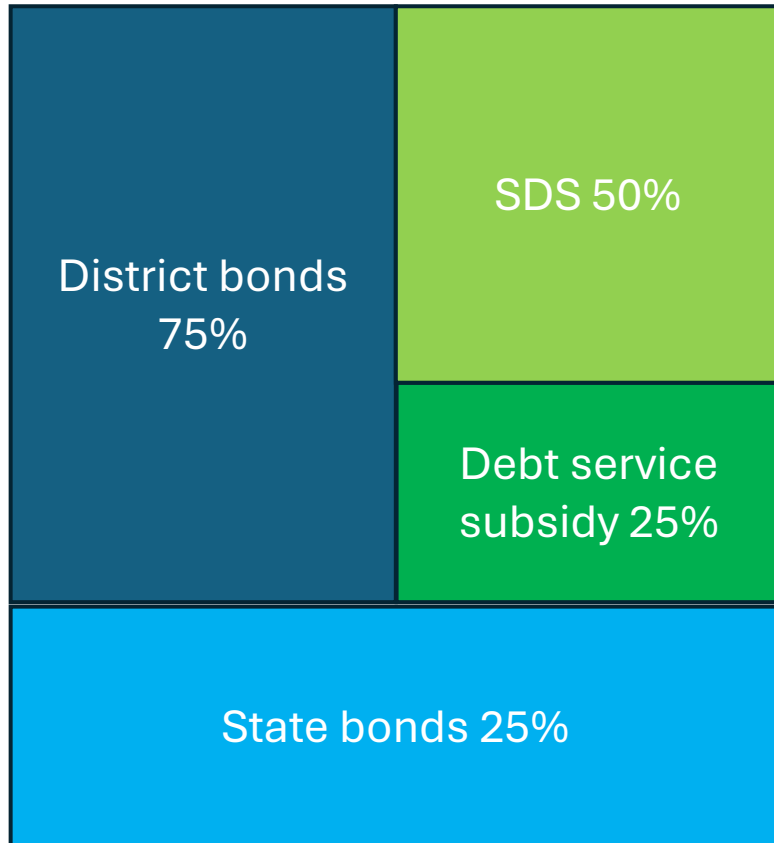 District bonds
75%
SDS 50%
Debt service
subsidy 25%
State bonds 25%